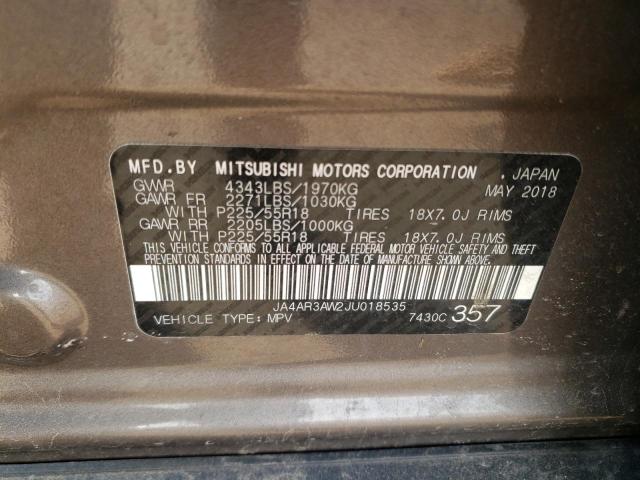 MFD.BY MITSUBISHI MOTORS CORPORATION , JAPAN
GVWR 4343LBS/1970KG MAY 2018
GAWR FR 2271LBS/1030KG
WITH P225/55R18 TIRES 18X7.0J RIMS
GAWR RR 2205LBS/1000KG
WITH P225/55R18 TIRES 18X7.0J RIMS
THIS VEHICLE CONFORMS TO ALL APPLICABLE FEDERAL MOTOR VEHICLE SAFETY AND THEFT
PREVENTION STANDARDS IN EFFECT ON THE DATE OF MANUFACTURE SHOWN ABOVE.
JA4AR3AW2JU018535
VEHICLE TYPE: MPV 7430C 357